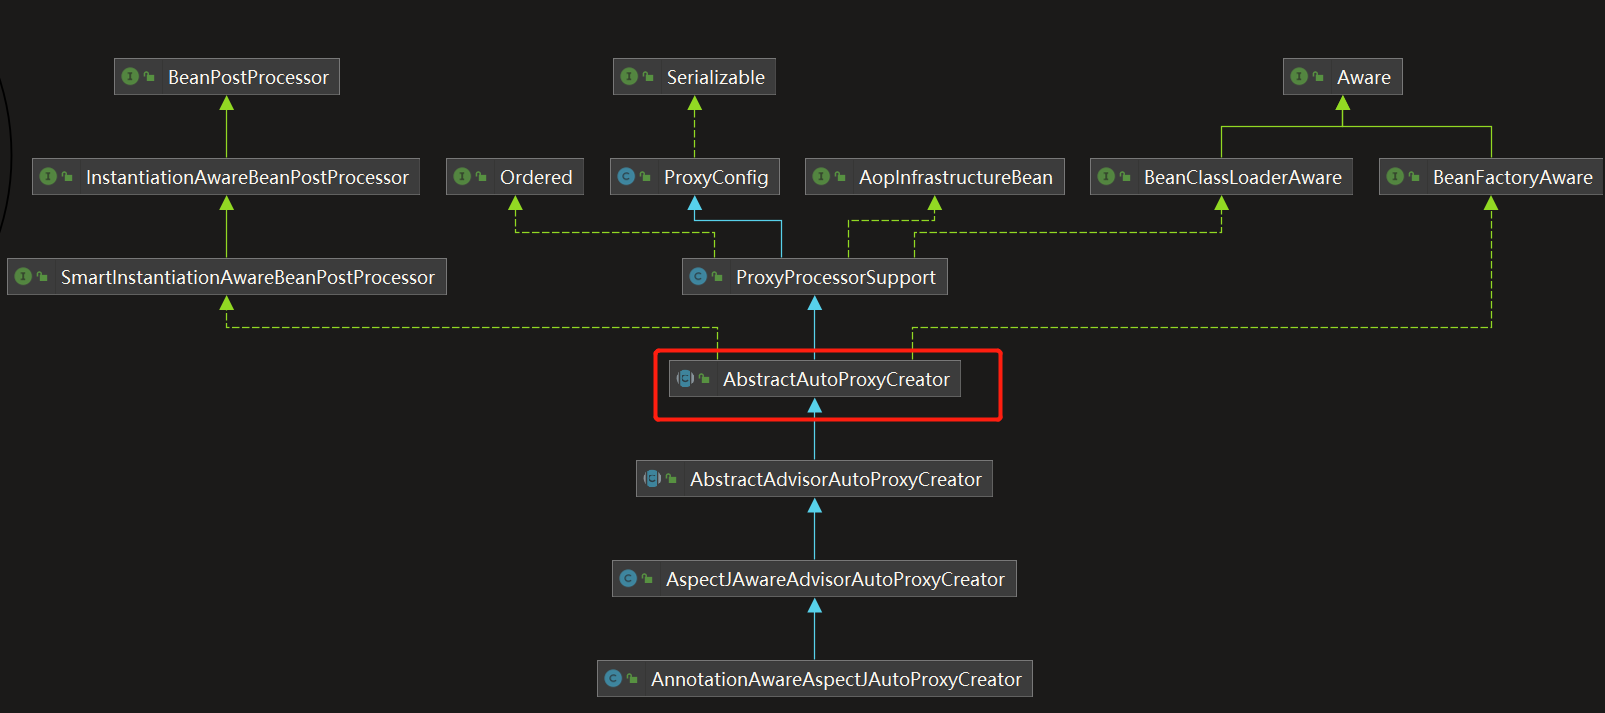 BeanPostProcessor
Serializable
Aware
InstantiationAwareBeanPostProcessor
Ordered
ProxyConfig
AopInfrastructureBean
BeanClassLoaderAware
BeanFactoryAware
SmartInstantiationAwareBeanPostProcessor
ProxyProcessorSupport
AbstractAutoProxyCreator
AbstractAdvisorAutoProxyCreator
AspectJAwareAdvisorAutoProxyCreator
AnnotationAwareAspectJAutoProxyCreator